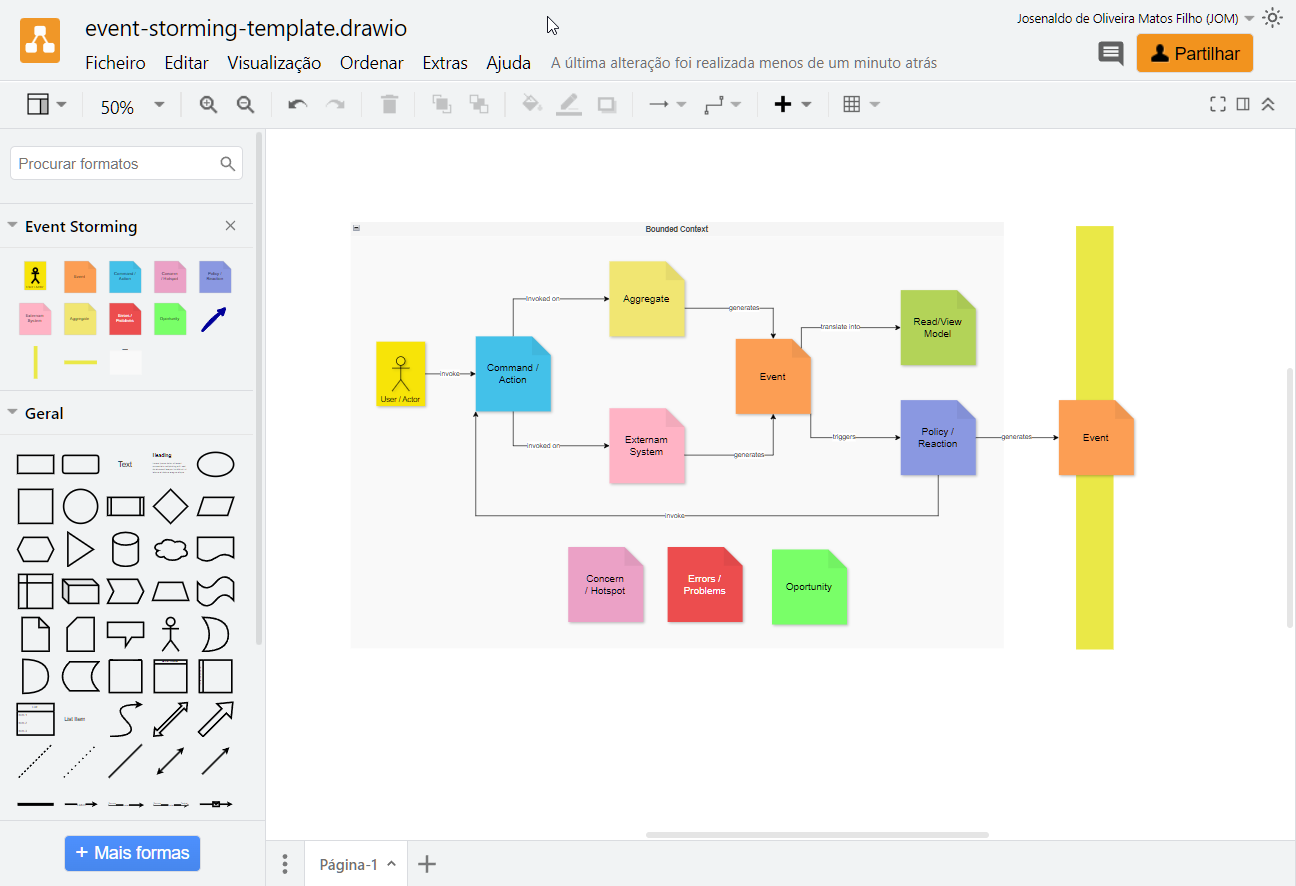 event-storming-template.drawio
Josenaldo de Oliveira Matos Filho (JOM)
Ficheiro Editar Visualização Ordenar Extras Ajuda A última alteração foi realizada menos de um minuto atrás
Partilhar
50%
Procurar formatos
Event Storming
Event
Command / Action
Concern / Hotspot
Policy / Reaction
Externam System
Aggregate
Errors / Problems
Oportunity
Geral
Text
Heading
List Item
+ Mais formas
Bounded Context
Aggregate
invoked on
generates
Read/View
Model
translate into
User / Actor
invoke
Command /
Action
Event
Externam
System
invoked on
generates
triggers
Policy /
Reaction
generates
Event
invoke
Concern
/ Hotspot
Errors /
Problems
Oportunity
Página-1